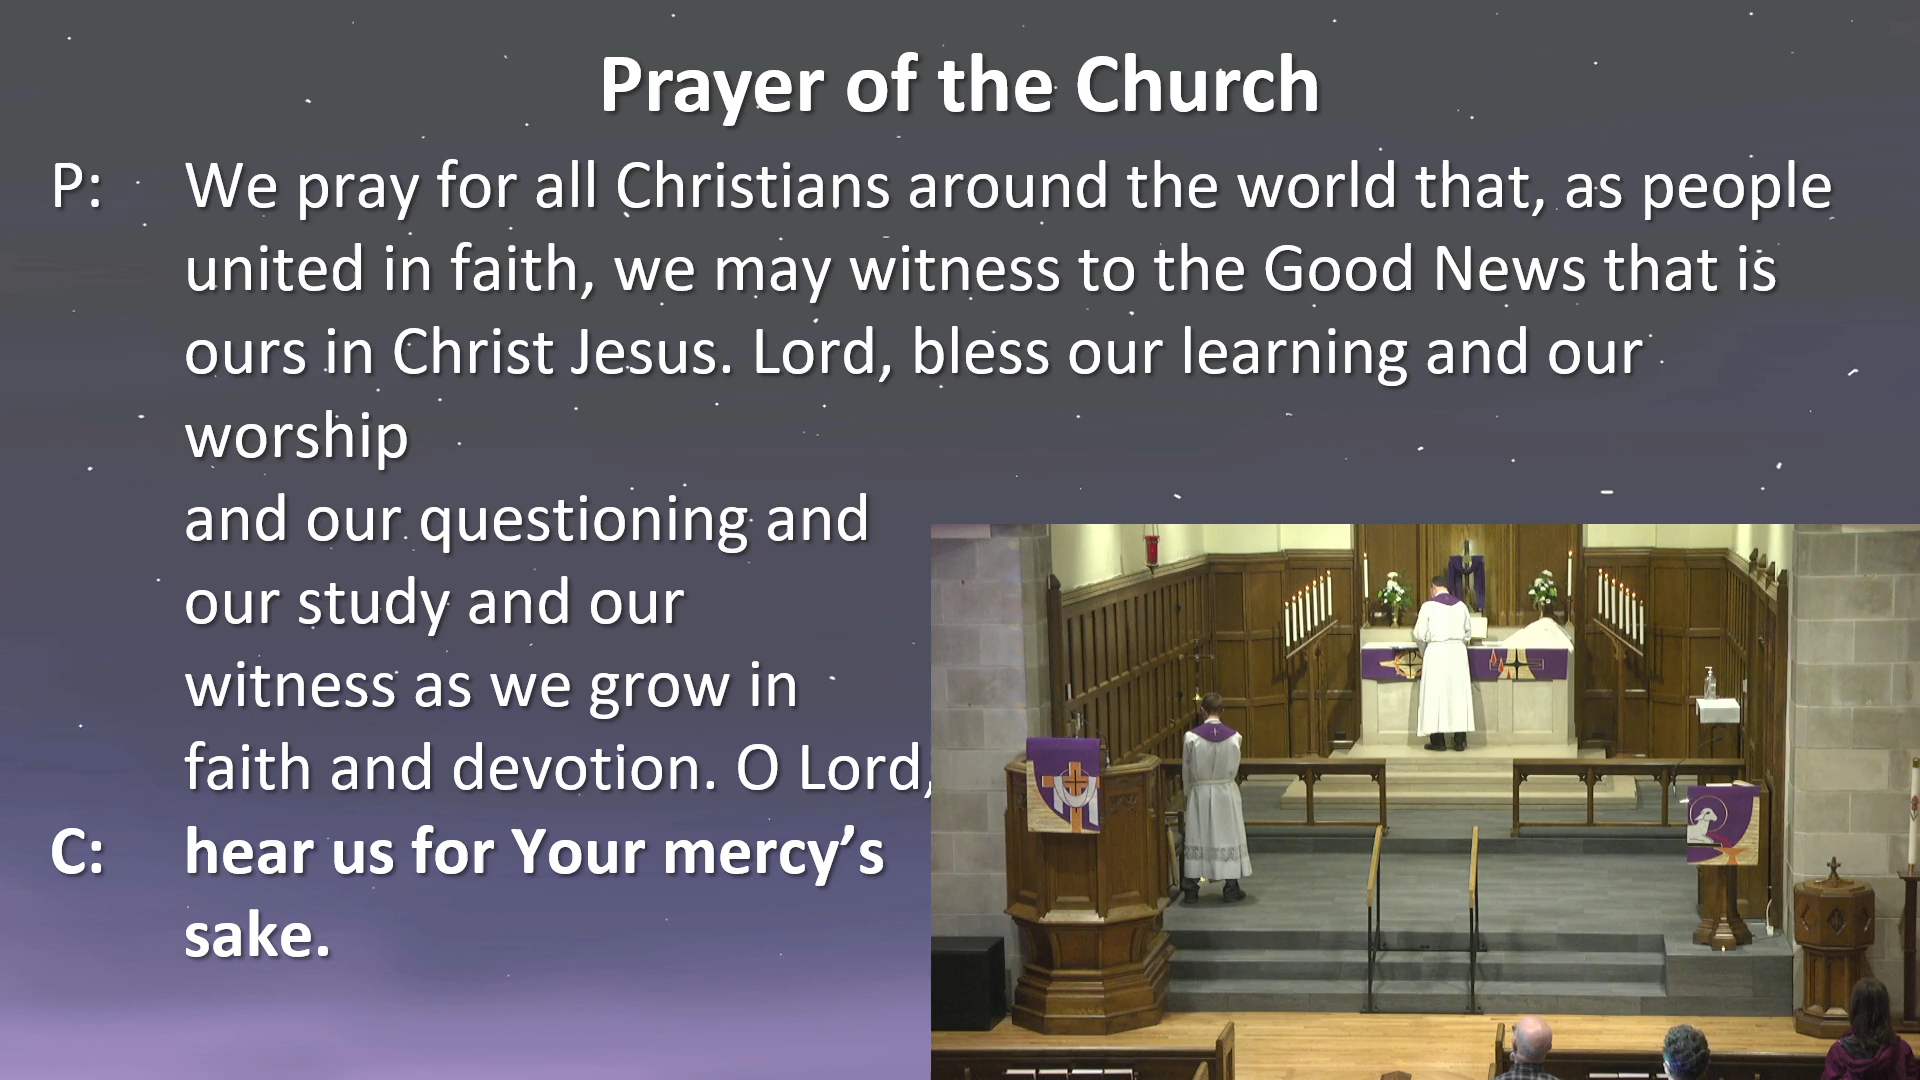 Prayer of the Church
P: We pray for all Christians around the world that, as people
united in faith, we may witness to the Good News that is
ours in Christ Jesus. Lord, bless our learning and our
worship
and our questioning and
our study and our
witness as we grow in
faith and devotion. O Lord,
C: hear us for Your mercy’s
sake.